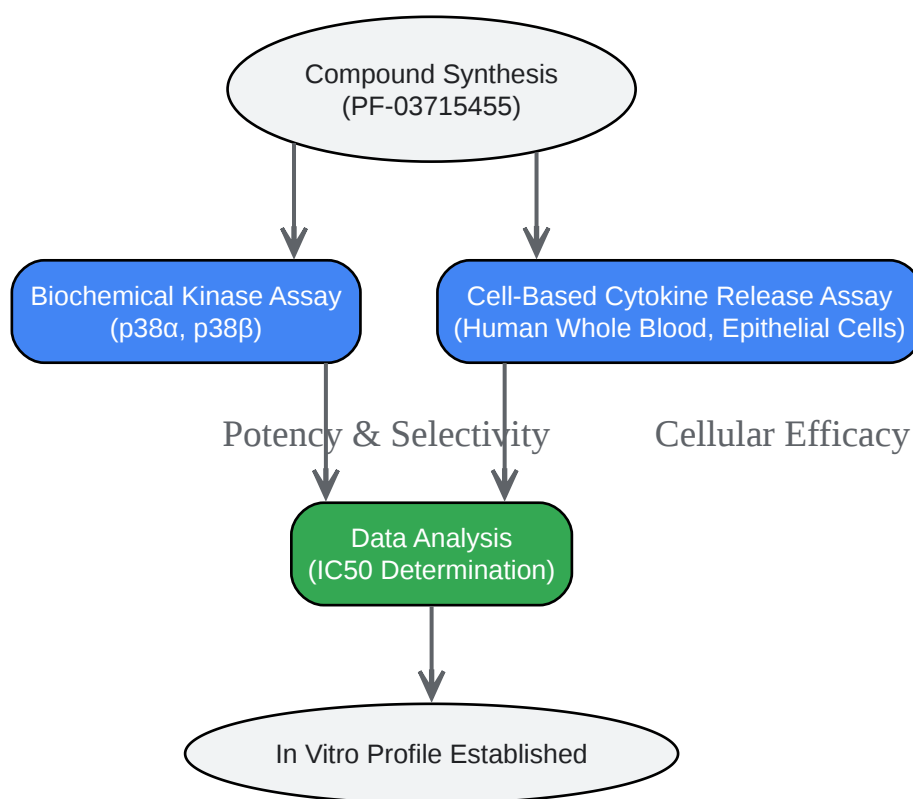 Compound Synthesis
(PF-03715455)
Biochemical Kinase Assay
(p38α, p38β)
Cell-Based Cytokine Release Assay
(Human Whole Blood, Epithelial Cells)
Potency & Selectivity
Cellular Efficacy
Data Analysis
(IC50 Determination)
In Vitro Profile Established